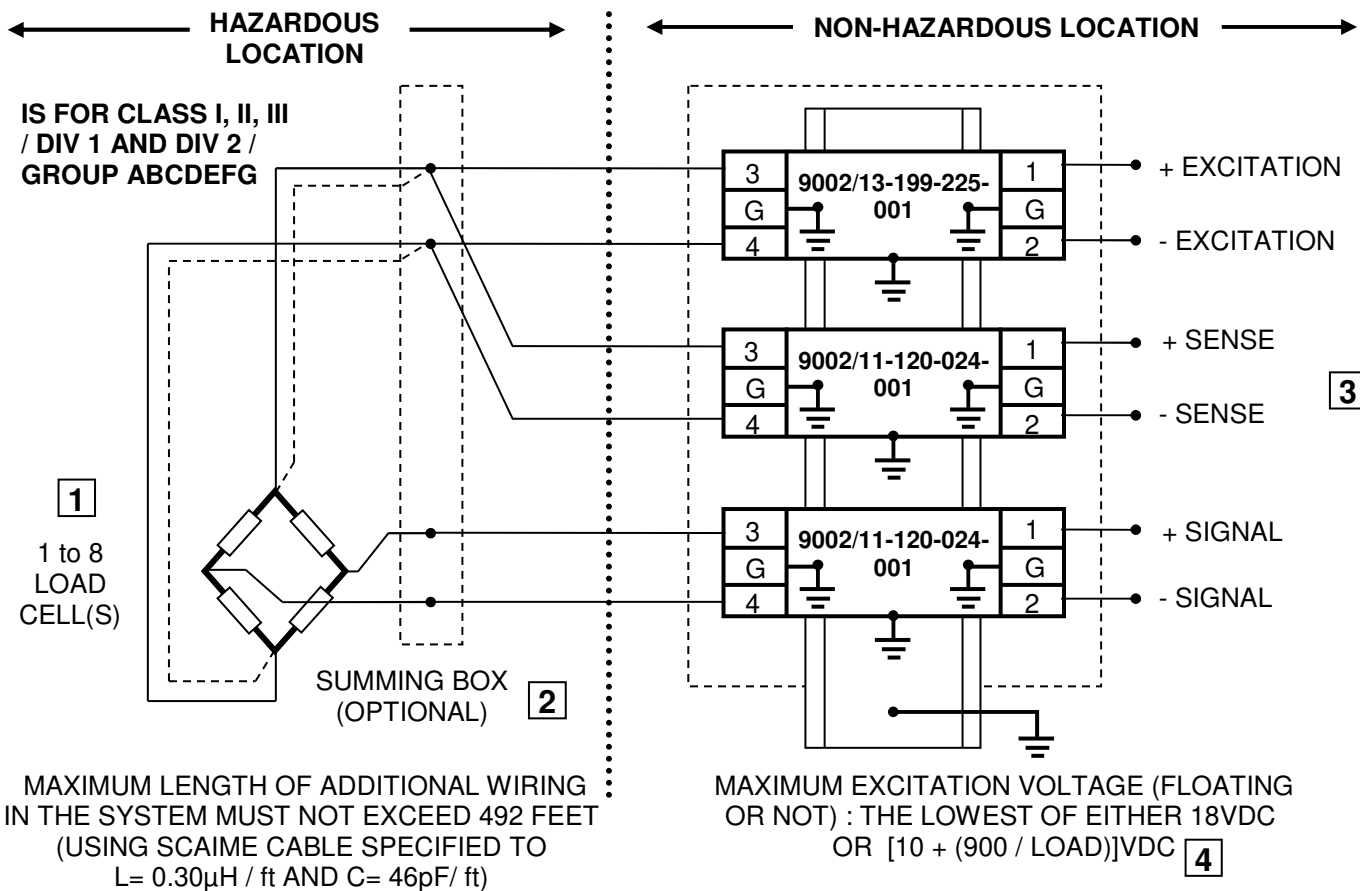 HAZARDOUS
LOCATION
NON-HAZARDOUS LOCATION
IS FOR CLASS I, II, III
/ DIV 1 AND DIV 2 /
GROUP ABCDEFG
3
G
4
9002/13-199-225-
001
1
G
2
+ EXCITATION
- EXCITATION
3
G
4
9002/11-120-024-
001
1
G
2
+ SENSE
- SENSE
3
1
1 to 8
LOAD
CELL(S)
3
G
4
9002/11-120-024-
001
1
G
2
+ SIGNAL
- SIGNAL
SUMMING BOX
(OPTIONAL)
2
MAXIMUM LENGTH OF ADDITIONAL WIRING
IN THE SYSTEM MUST NOT EXCEED 492 FEET
(USING SCAIME CABLE SPECIFIED TO
L= 0.30µH / ft AND C= 46pF/ ft)
MAXIMUM EXCITATION VOLTAGE (FLOATING
OR NOT) : THE LOWEST OF EITHER 18VDC
OR [10 + (900 / LOAD)]VDC
4